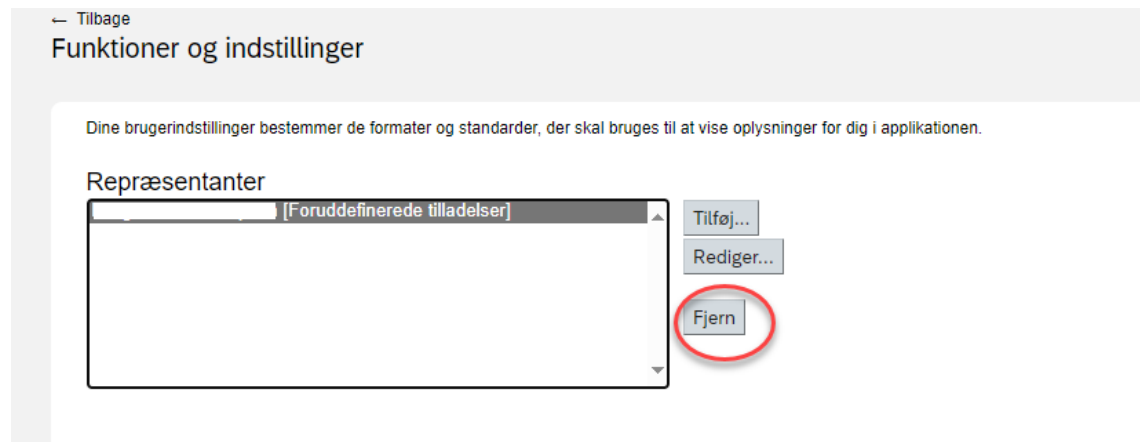 ← Tilbage
Funktioner og indstillinger
Dine brugerindstillinger bestemmer de formater og standarder, der skal bruges til at vise oplysninger for dig i applikationen.
Repræsentanter
[Foruddefinerede tilladelser]
Tilføj...
Rediger...
Fjern